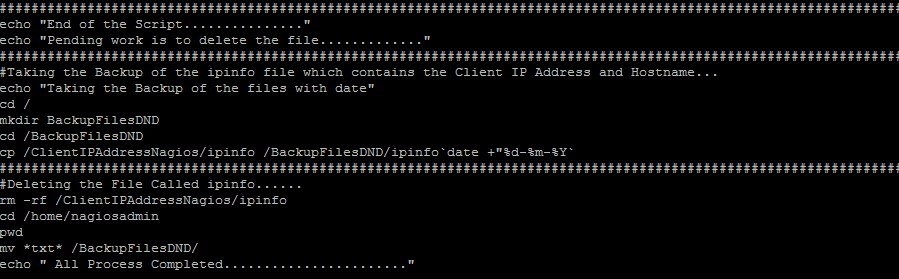 ##################################################################################################################
echo "End of the Script..............."
echo "Pending work is to delete the file............."
##################################################################################################################
#Taking the Backup of the ipinfo file which contains the Client IP Address and Hostname...
echo "Taking the Backup of the files with date"
cd /
mkdir BackupFilesDND
cd /BackupFilesDND
cp /ClientIPAddressNagios/ipinfo /BackupFilesDND/ipinfo`date +"%d-%m-%Y`
##################################################################################################################
#Deleting the File Called ipinfo......
rm -rf /ClientIPAddressNagios/ipinfo
cd /home/nagiosadmin
pwd
mv *txt* /BackupFilesDND/
echo " All Process Completed......................."